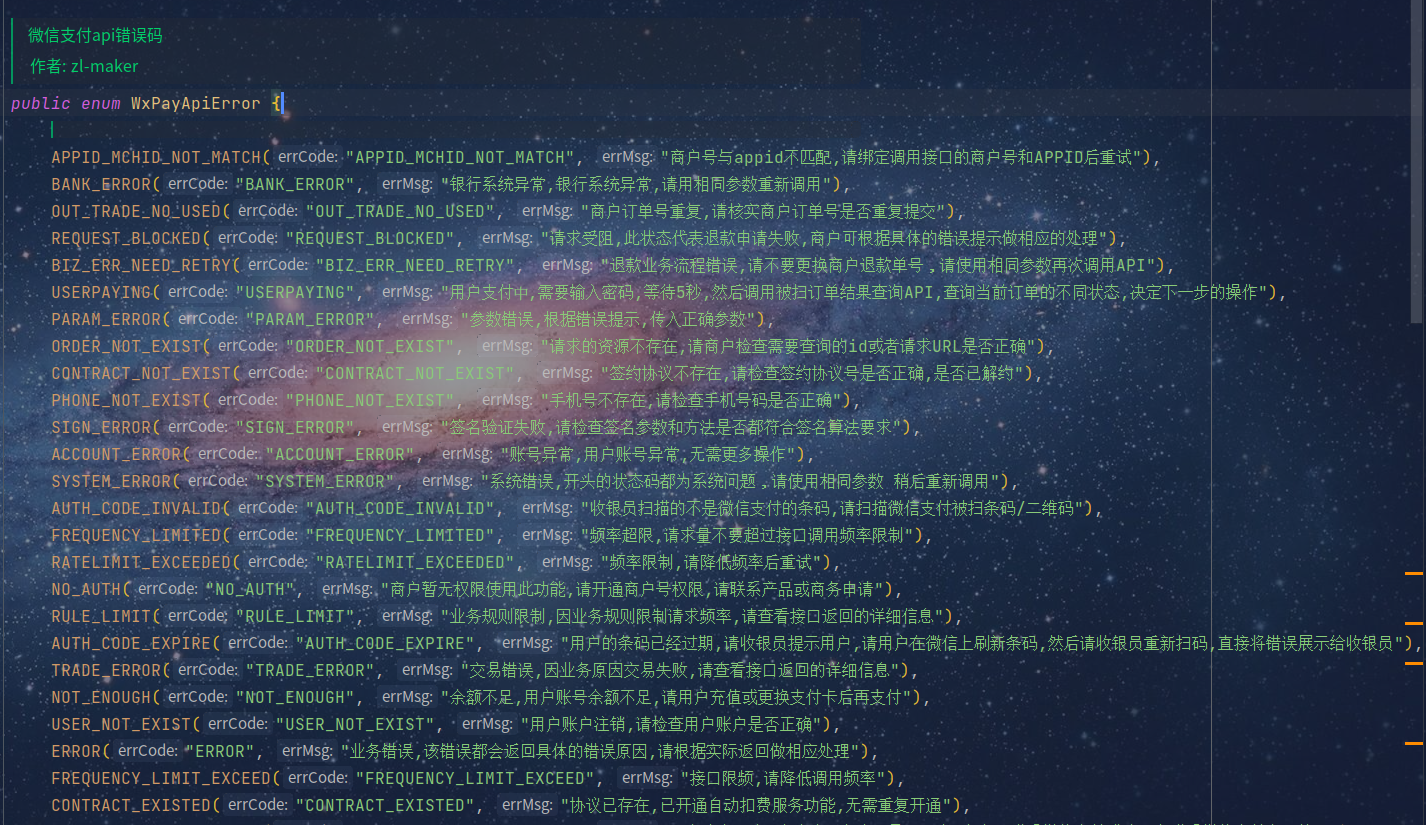 微信支付api错误码
作者: zl-maker
public enum WxPayApiError {
APPID_MCHID_NOT_MATCH( errCode: "APPID_MCHID_NOT_MATCH", errMsg: "商户号与appid不匹配,请绑定调用接口的商户号和APPID后重试"),
BANK_ERROR( errCode: "BANK_ERROR", errMsg: "银行系统异常,银行系统异常,请用相同参数重新调用"),
OUT_TRADE_NO_USED( errCode: "OUT_TRADE_NO_USED", errMsg: "商户订单号重复,请核实商户订单号是否重复提交"),
REQUEST_BLOCKED( errCode: "REQUEST_BLOCKED", errMsg: "请求受阻,此状态代表退款申请失败,商户可根据具体的错误提示做相应的处理"),
BIZ_ERR_NEED_RETRY( errCode: "BIZ_ERR_NEED_RETRY", errMsg: "退款业务流程错误,请不要更换商户退款单号，请使用相同参数再次调用API"),
USERPAYING( errCode: "USERPAYING", errMsg: "用户支付中,需要输入密码,等待5秒,然后调用被扫订单结果查询API,查询当前订单的不同状态,决定下一步的操作"),
PARAM_ERROR( errCode: "PARAM_ERROR", errMsg: "参数错误,根据错误提示,传入正确参数"),
ORDER_NOT_EXIST( errCode: "ORDER_NOT_EXIST", errMsg: "请求的资源不存在,请商户检查需要查询的id或者请求URL是否正确"),
CONTRACT_NOT_EXIST( errCode: "CONTRACT_NOT_EXIST", errMsg: "签约协议不存在,请检查签约协议号是否正确,是否已解约"),
PHONE_NOT_EXIST( errCode: "PHONE_NOT_EXIST", errMsg: "手机号不存在,请检查手机号码是否正确"),
SIGN_ERROR( errCode: "SIGN_ERROR", errMsg: "签名验证失败,请检查签名参数和方法是否都符合签名算法要求"),
ACCOUNT_ERROR( errCode: "ACCOUNT_ERROR", errMsg: "账号异常,用户账号异常,无需更多操作"),
SYSTEM_ERROR( errCode: "SYSTEM_ERROR", errMsg: "系统错误,开头的状态码都为系统问题，请使用相同参数 稍后重新调用"),
AUTH_CODE_INVALID( errCode: "AUTH_CODE_INVALID", errMsg: "收银员扫描的不是微信支付的条码,请扫描微信支付被扫条码/二维码"),
FREQUENCY_LIMITED( errCode: "FREQUENCY_LIMITED", errMsg: "频率超限,请求量不要超过接口调用频率限制"),
RATELIMIT_EXCEEDED( errCode: "RATELIMIT_EXCEEDED", errMsg: "频率限制,请降低频率后重试"),
NO_AUTH( errCode: "NO_AUTH", errMsg: "商户暂无权限使用此功能,请开通商户号权限,请联系产品或商务申请"),
RULE_LIMIT( errCode: "RULE_LIMIT", errMsg: "业务规则限制,因业务规则限制请求频率,请查看接口返回的详细信息"),
AUTH_CODE_EXPIRE( errCode: "AUTH_CODE_EXPIRE", errMsg: "用户的条码已经过期,请收银员提示用户,请用户在微信上刷新条码,然后请收银员重新扫码,直接将错误展示给收银员"),
TRADE_ERROR( errCode: "TRADE_ERROR", errMsg: "交易错误,因业务原因交易失败,请查看接口返回的详细信息"),
NOT_ENOUGH( errCode: "NOT_ENOUGH", errMsg: "余额不足,用户账号余额不足,请用户充值或更换支付卡后再支付"),
USER_NOT_EXIST( errCode: "USER_NOT_EXIST", errMsg: "用户账户注销,请检查用户账户是否正确"),
ERROR( errCode: "ERROR", errMsg: "业务错误,该错误都会返回具体的错误原因,请根据实际返回做相应处理"),
FREQUENCY_LIMIT_EXCEED( errCode: "FREQUENCY_LIMIT_EXCEED", errMsg: "接口限频,请降低调用频率"),
CONTRACT_EXISTED( errCode: "CONTRACT_EXISTED", errMsg: "协议已存在,已开通自动扣费服务功能,无需重复开通"),